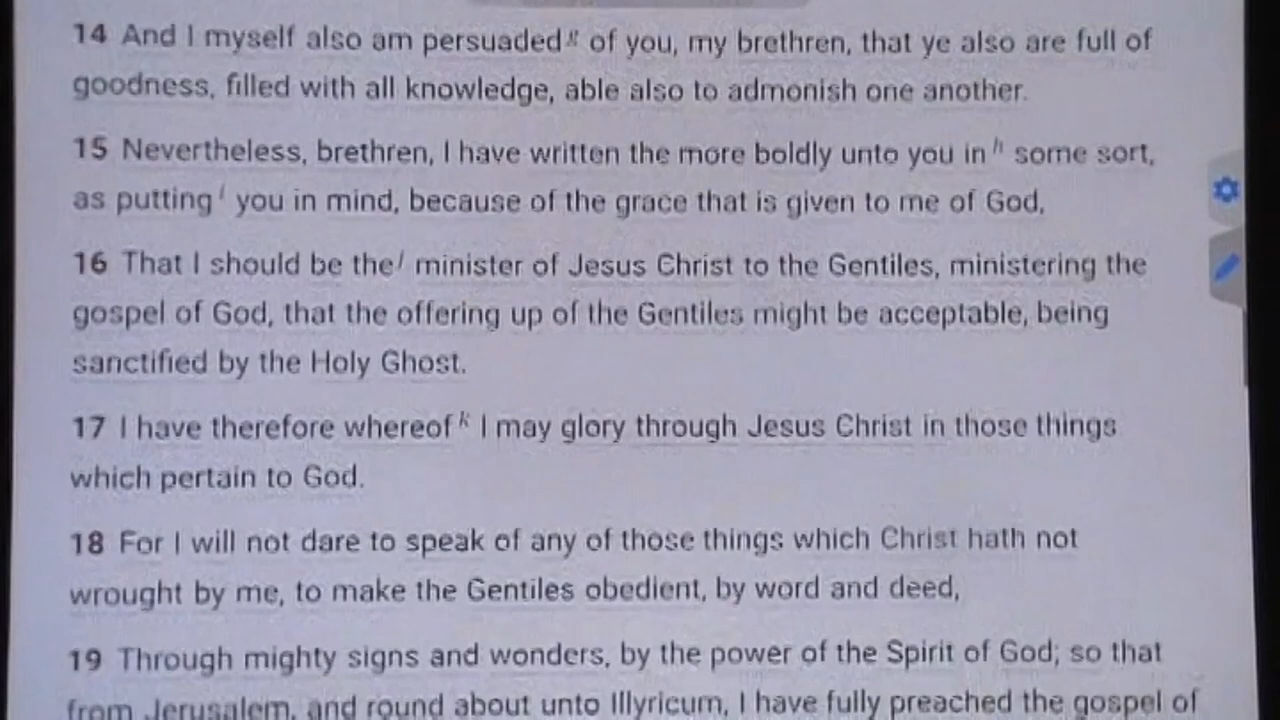 14 And I myself also am persuaded g of you, my brethren, that ye also are full of
goodness, filled with all knowledge, able also to admonish one another.
15 Nevertheless, brethren, I have written the more boldly unto you in h some sort,
as putting i you in mind, because of the grace that is given to me of God,
16 That I should be the j minister of Jesus Christ to the Gentiles, ministering the
gospel of God, that the offering up of the Gentiles might be acceptable, being
sanctified by the Holy Ghost.
17 I have therefore whereof k I may glory through Jesus Christ in those things
which pertain to God.
18 For I will not dare to speak of any of those things which Christ hath not
wrought by me, to make the Gentiles obedient, by word and deed,
19 Through mighty signs and wonders, by the power of the Spirit of God; so that
from Jerusalem, and round about unto Illyricum, I have fully preached the gospel of